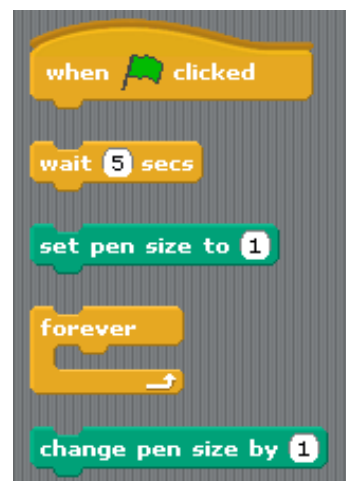 when clicked
wait 5 secs
set pen size to 1
forever
change pen size by 1